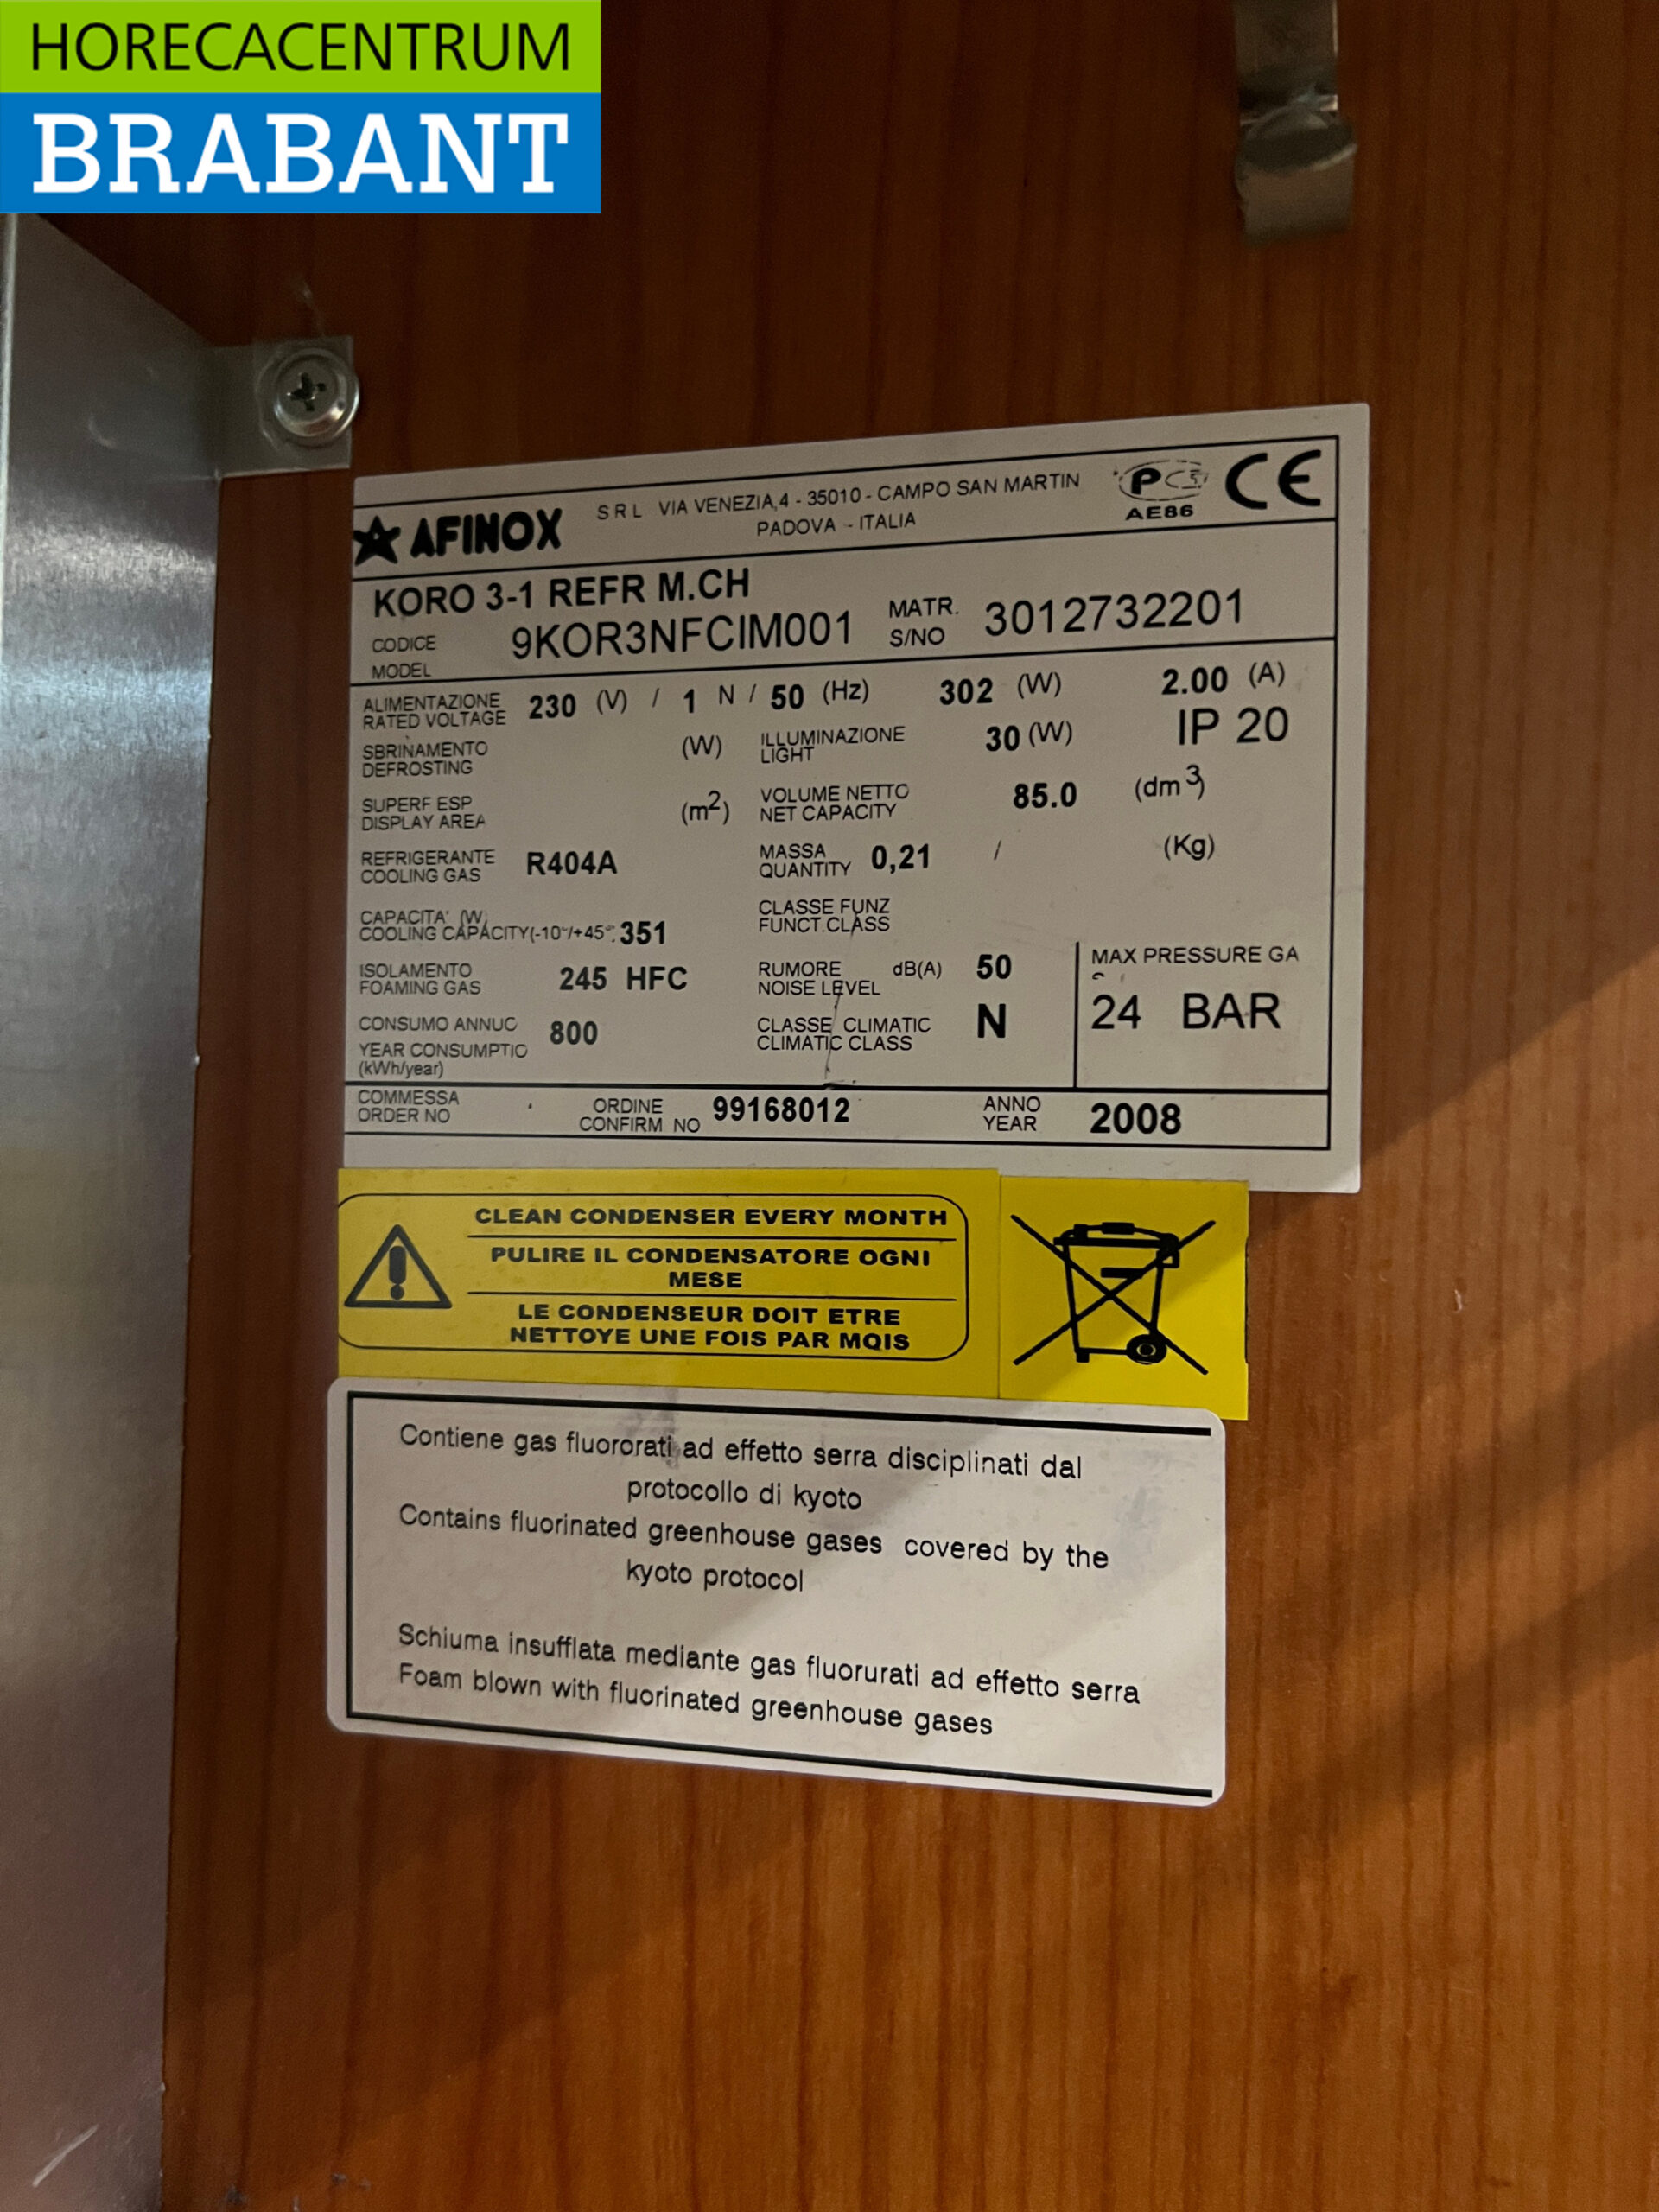 HORECACENTRUM
BRABANT
AFINOX S R L VIA VENEZIA,4 - 35010 - CAMPO SAN MARTIN
PADOVA - ITALIA
AE86
CE
KORO 3-1 REFR M.CH
CODICE
MODEL 9KOR3NFCIM001 MATR.
S/NO 3012732201
ALIMENTAZIONE
RATED VOLTAGE 230 (V) / 1 N / 50 (Hz) 302 (W) 2.00 (A)
SBRINAMENTO
DEFROSTING (W) ILLUMINAZIONE
LIGHT 30 (W) IP 20
SUPERF ESP
DISPLAY AREA (m2) VOLUME NETTO
NET CAPACITY 85.0 (dm3)
REFRIGERANTE
COOLING GAS R404A MASSA
QUANTITY 0,21 / (Kg)
CAPACITA' (W)
COOLING CAPACITY(-10°/+45° 351 CLASSE FUNZ
FUNCT.CLASS
ISOLAMENTO
FOAMING GAS 245 HFC RUMORE dB(A)
NOISE LEVEL 50 MAX PRESSURE GA
CONSUMO ANNUO
YEAR CONSUMPTIO
(kWh/year) 800 CLASSE CLIMATIC
CLIMATIC CLASS N 24 BAR
COMMESSA
ORDER NO ORDINE
CONFIRM NO 99168012 ANNO
YEAR 2008
CLEAN CONDENSER EVERY MONTH
PULIRE IL CONDENSATORE OGNI
MESE
LE CONDENSEUR DOIT ETRE
NETTOYE UNE FOIS PAR MOIS
Contiene gas fluororati ad effetto serra disciplinati dal
protocollo di kyoto
Contains fluorinated greenhouse gases covered by the
kyoto protocol
Schiuma insufflata mediante gas fluorurati ad effetto serra
Foam blown with fluorinated greenhouse gases